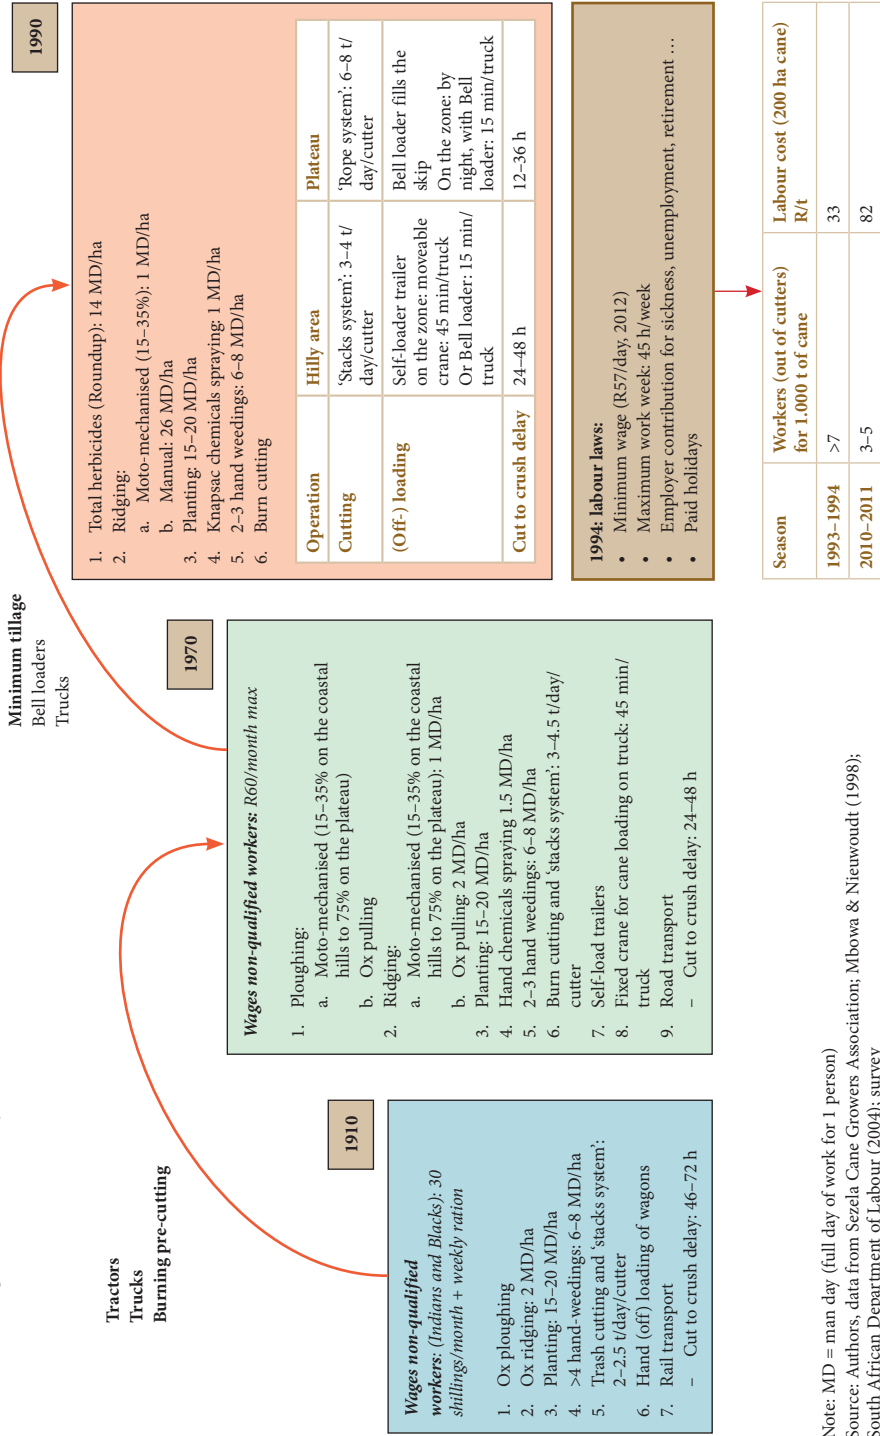 Tractors
Trucks
Burning pre-cutting
Minimum tillage
Bell loaders
Trucks
1910
Wages non-qualified
workers: (Indians and Blacks): 30
shillings/month + weekly ration
1. Ox ploughing
2. Ox ridging: 2 MD/ha
3. Planting: 15–20 MD/ha
4. >4 hand-weedings: 6–8 MD/ha
5. Trash cutting and ‘stacks system’:
2–2.5 t/day/cutter
6. Hand (off) loading of wagons
7. Rail transport
– Cut to crush delay: 46–72 h
1970
Wages non-qualified workers: R60/month max
1. Ploughing:
a. Moto-mechanised (15–35% on the coastal
hills to 75% on the plateau)
b. Ox pulling
2. Ridging:
a. Moto-mechanised (15–35% on the coastal
hills to 75% on the plateau): 1 MD/ha
b. Ox pulling: 2 MD/ha
3. Planting: 15–20 MD/ha
4. Hand chemicals spraying 1.5 MD/ha
5. 2–3 hand weedings: 6–8 MD/ha
6. Burn cutting and ‘stacks system’: 3–4.5 t/day/
cutter
7. Self-load trailers
8. Fixed crane for cane loading on truck: 45 min/
truck
9. Road transport
– Cut to crush delay: 24–48 h
1990
1. Total herbicides (Roundup): 14 MD/ha
2. Ridging:
a. Moto-mechanised (15–35%): 1 MD/ha
b. Manual: 26 MD/ha
3. Planting: 15–20 MD/ha
4. Knapsac chemicals spraying: 1 MD/ha
5. 2–3 hand weedings: 6–8 MD/ha
6. Burn cutting
Operation Hilly area Plateau
Cutting ‘Stacks system’: 3–4 t/ ‘Rope system’: 6–8 t/
day/cutter day/cutter
(Off-) loading Self-loader trailer Bell loader fills the
on the zone: moveable skip
crane: 45 min/truck On the zone: by
Or Bell loader: 15 min/ night, with Bell
truck loader: 15 min/truck
Cut to crush delay 24–48 h 12–36 h
1994: labour laws:
• Minimum wage (R57/day, 2012)
• Maximum work week: 45 h/week
• Employer contribution for sickness, unemployment, retirement …
• Paid holidays
Season Workers (out of cutters) Labour cost (200 ha cane)
for 1.000 t of cane R/t
1993–1994 >7 33
2010–2011 3–5 82
Note: MD = man day (full day of work for 1 person)
Source: Authors, data from Sezela Cane Growers Association; Mbowa & Nieuwoudt (1998);
South African Department of Labour (2004); survey